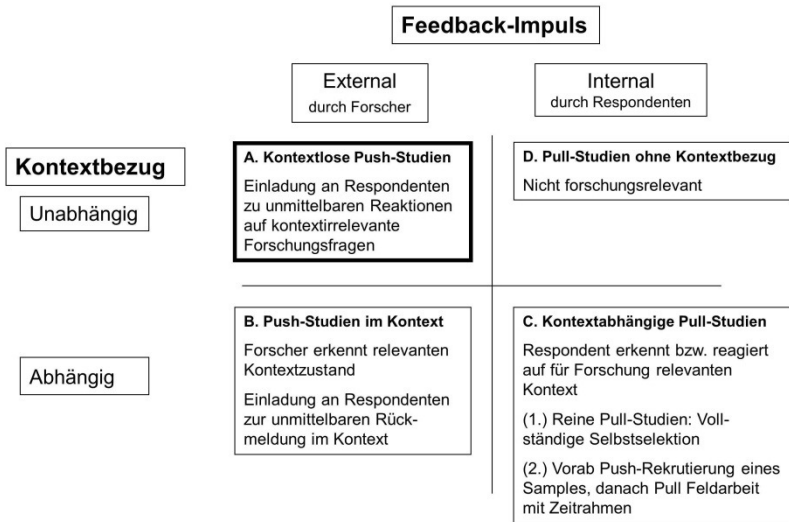 Feedback-Impuls
External
durch Forscher
Internal
durch Respondenten
Kontextbezug
Unabhängig
A. Kontextlose Push-Studien
Einladung an Respondenten
zu unmittelbaren Reaktionen
auf kontextirrelevante
Forschungsfragen
D. Pull-Studien ohne Kontextbezug
Nicht forschungsrelevant
Abhängig
B. Push-Studien im Kontext
Forscher erkennt relevanten
Kontextzustand
Einladung an Respondenten
zur unmittelbaren Rück-
meldung im Kontext
C. Kontextabhängige Pull-Studien
Respondent erkennt bzw. reagiert
auf für Forschung relevanten
Kontext
(1.) Reine Pull-Studien: Voll-
ständige Selbstselektion
(2.) Vorab Push-Rekrutierung eines
Samples, danach Pull Feldarbeit
mit Zeitrahmen